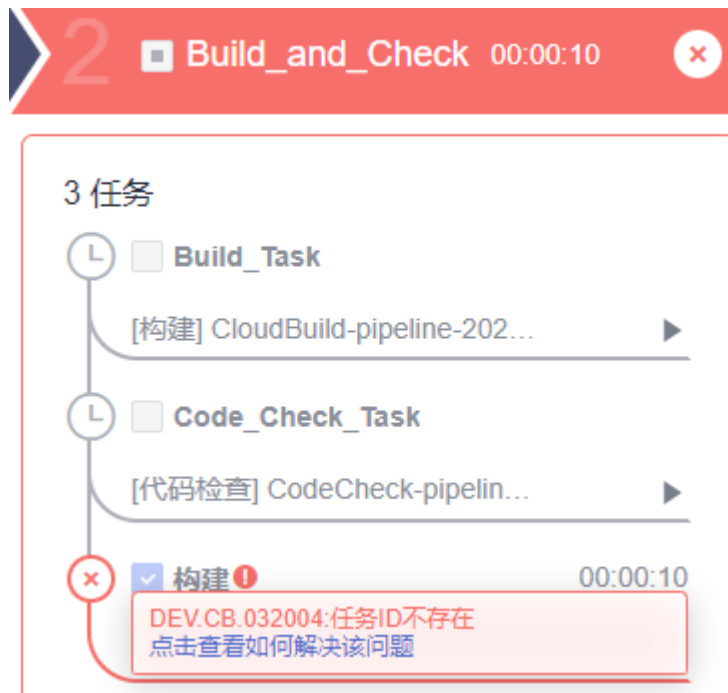 2 Build_and_Check 00:00:10
3 任务
Build_Task
[构建] CloudBuild-pipeline-202...
Code_Check_Task
[代码检查] CodeCheck-pipelin...
构建 00:00:10
DEV.CB.032004:任务ID不存在
点击查看如何解决该问题